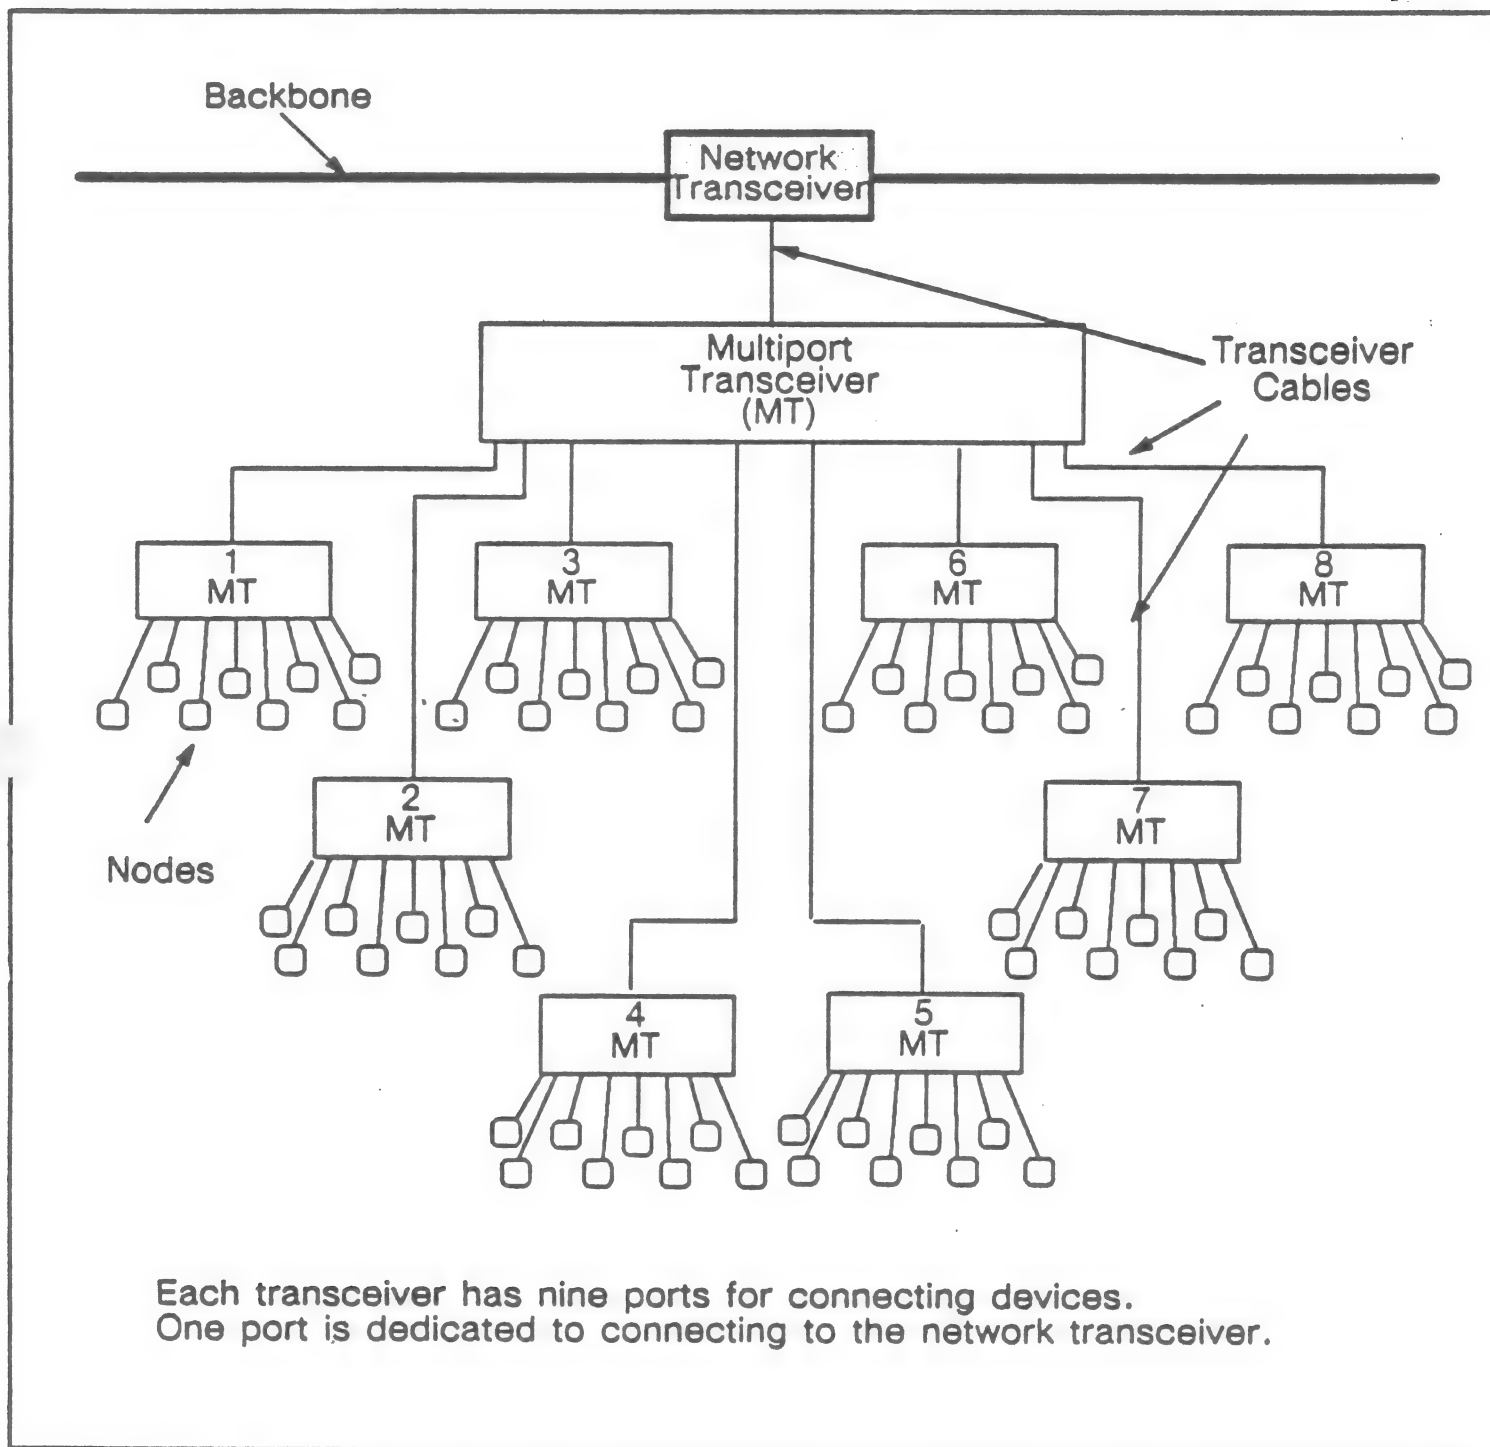 Backbone
Network
Transceiver
Multiport
Transceiver
(MT)
Transceiver
Cables
1
MT
3
MT
6
MT
8
MT
2
MT
7
MT
Nodes
4
MT
5
MT
Each transceiver has nine ports for connecting devices.
One port is dedicated to connecting to the network transceiver.